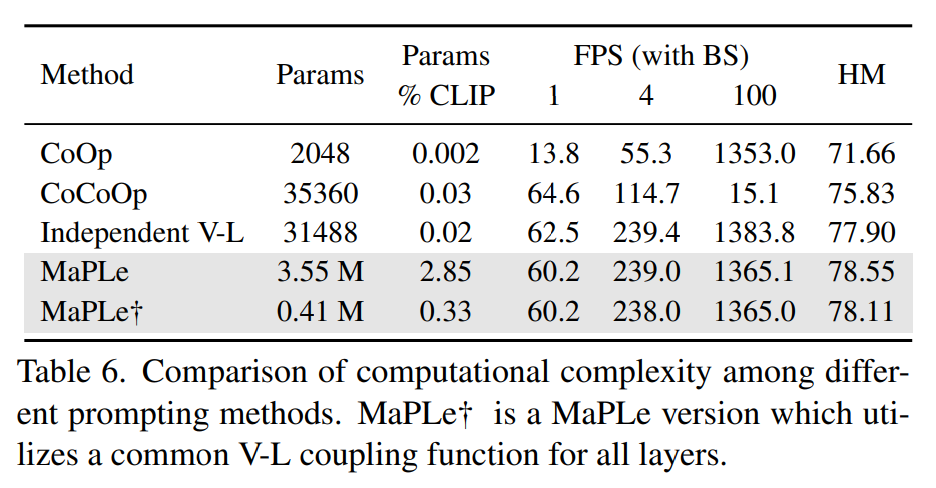 Method Params Params % CLIP FPS (with BS) HM
1 4 100
CoOp 2048 0.002 13.8 55.3 1353.0 71.66
CoCoOp 35360 0.03 64.6 114.7 15.1 75.83
Independent V-L 31488 0.02 62.5 239.4 1383.8 77.90
MaPLe 3.55 M 2.85 60.2 239.0 1365.1 78.55
MaPLe† 0.41 M 0.33 60.2 238.0 1365.0 78.11
Table 6. Comparison of computational complexity among differ-
ent prompting methods. MaPLe† is a MaPLe version which uti-
lizes a common V-L coupling function for all layers.